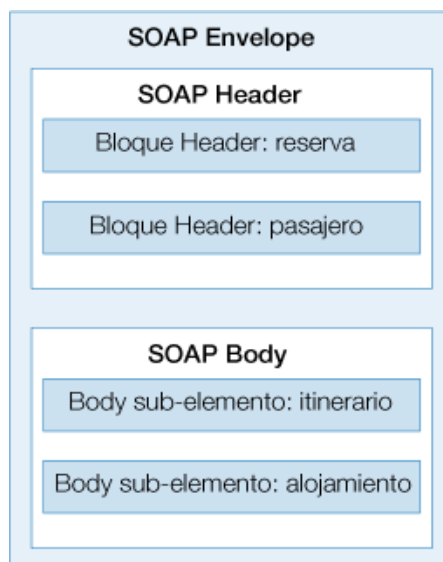 SOAP Envelope
SOAP Header
Bloque Header: reserva
Bloque Header: pasajero
SOAP Body
Body sub-elemento: itinerario
Body sub-elemento: alojamiento